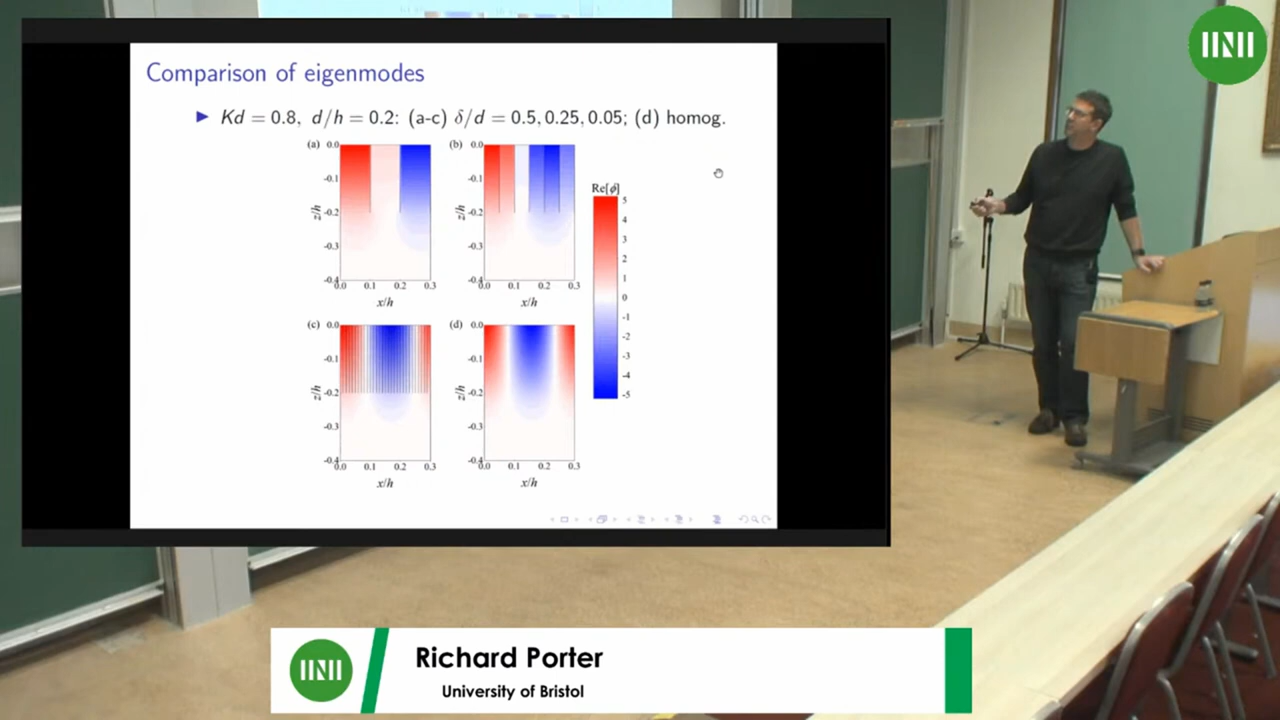 Comparison of eigenmodes
▶ Kd = 0.8, d/h = 0.2: (a-c) δ/d = 0.5, 0.25, 0.05; (d) homog.
(a) 0.0 -0.1 -0.2 -0.3 -0.4
z/h
0.0 0.1 0.2 0.3
x/h
(b) 0.0 -0.1 -0.2 -0.3 -0.4
z/h
0.0 0.1 0.2 0.3
x/h
Re[ϕ]
5
4
3
2
1
0
-1
-2
-3
-4
-5
(c) 0.0 -0.1 -0.2 -0.3 -0.4
z/h
0.0 0.1 0.2 0.3
x/h
(d) 0.0 -0.1 -0.2 -0.3 -0.4
z/h
0.0 0.1 0.2 0.3
x/h
Richard Porter
University of Bristol